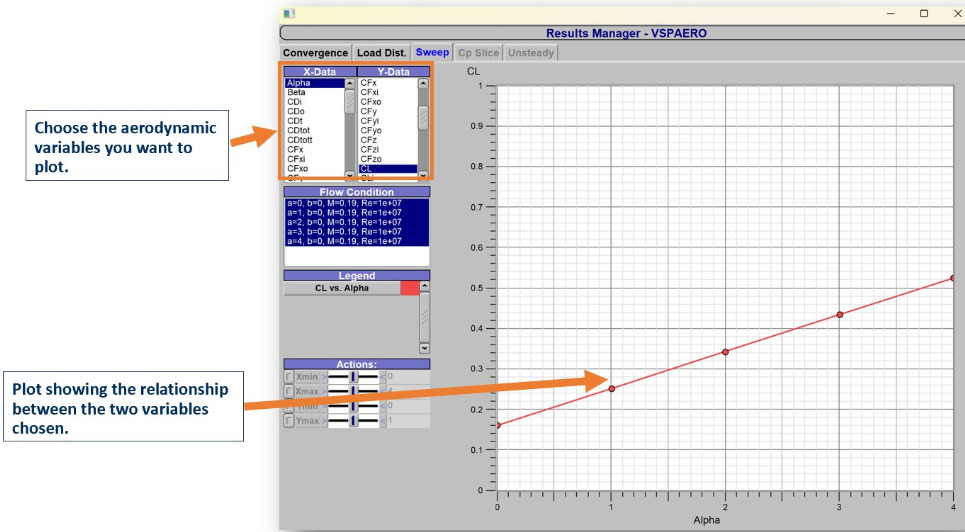 Results Manager - VSPAERO
Convergence Load Dist. Sweep Cp Slice Unsteady
X-Data Y-Data
Alpha
Beta
CDi
CDo
CDt
CDtot
CDtott
CFx
CFxi
CFxo
CFx
CFxi
CFxo
CFy
CFyi
CFyo
CFz
CFzi
CFzo
CL
Flow Condition
a=0, b=0, M=0.19, Re=1e+07
a=1, b=0, M=0.19, Re=1e+07
a=2, b=0, M=0.19, Re=1e+07
a=3, b=0, M=0.19, Re=1e+07
a=4, b=0, M=0.19, Re=1e+07
Legend
CL vs. Alpha
Actions:
F Xmin > < 0
F Xmax >
F Ymin > < 0
F Ymax > < 1
Choose the aerodynamic
variables you want to
plot.
Plot showing the relationship
between the two variables
chosen.
CL
1
0.9
0.8
0.7
0.6
0.5
0.4
0.3
0.2
0.1
0
0 1 2 3 4
Alpha